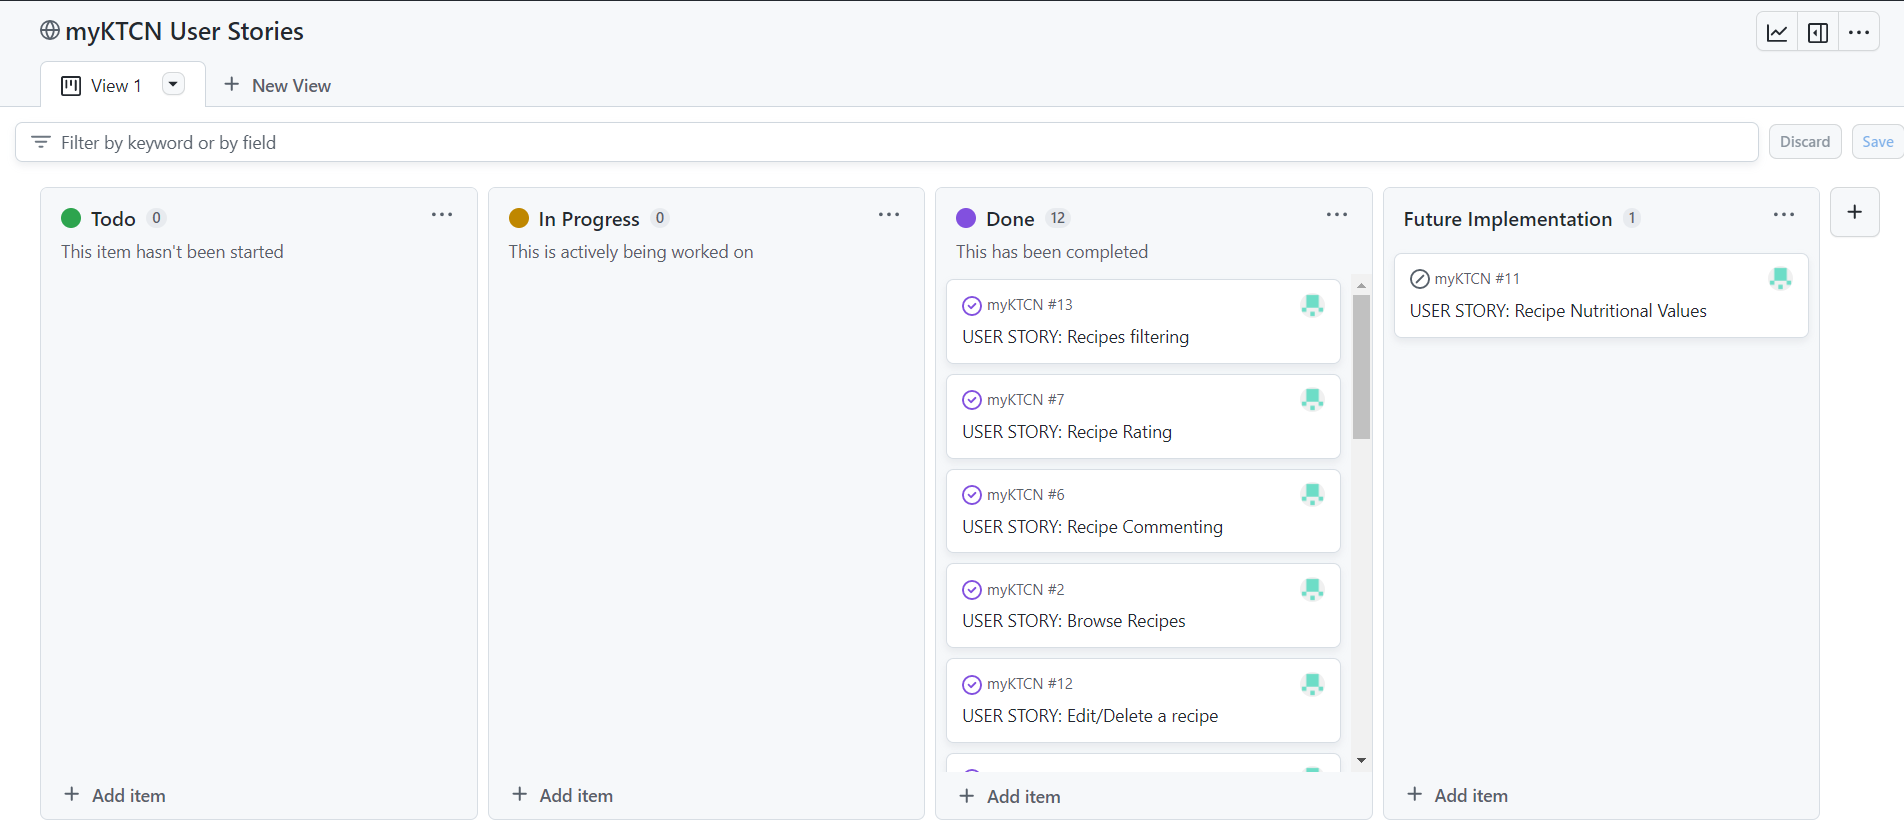 myKTCN User Stories
View 1
New View
Filter by keyword or by field
Discard
Save
Todo 0
This item hasn't been started
Add item
In Progress 0
This is actively being worked on
Add item
Done 12
This has been completed
myKTCN #13
USER STORY: Recipes filtering
myKTCN #7
USER STORY: Recipe Rating
myKTCN #6
USER STORY: Recipe Commenting
myKTCN #2
USER STORY: Browse Recipes
myKTCN #12
USER STORY: Edit/Delete a recipe
Add item
Future Implementation 1
myKTCN #11
USER STORY: Recipe Nutritional Values
Add item